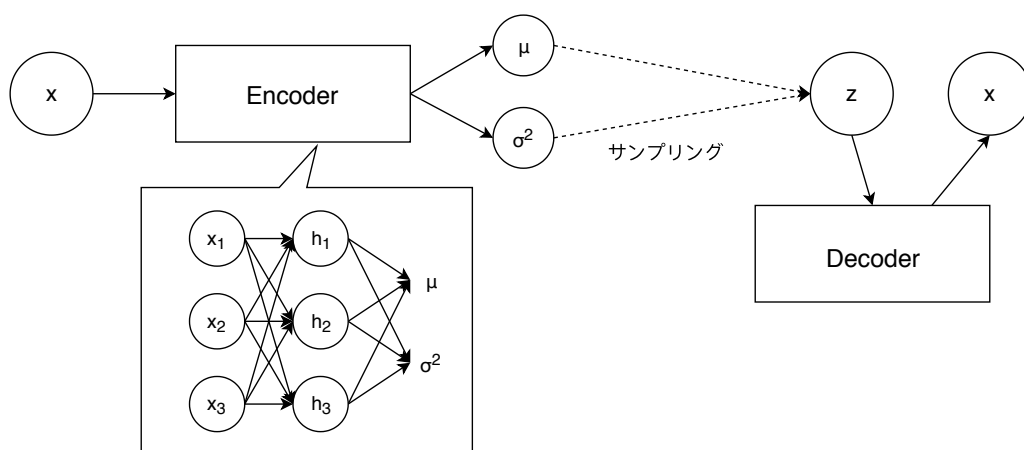 x
Encoder
μ
σ²
サンプリング
z
x
Decoder
x₁
h₁
μ
x₂
h₂
σ²
x₃
h₃